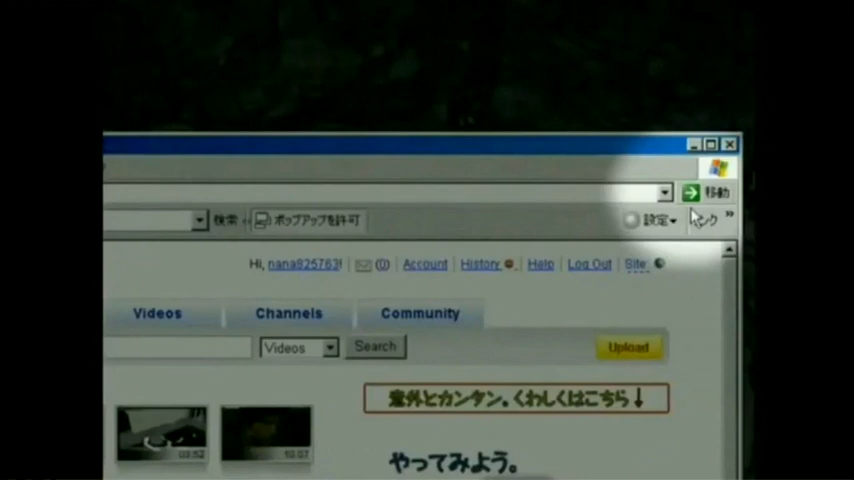 移動
検索 ポップアップを許可 設定 ンク »
Hi, nana825763! (0) Account History Help Log Out Site:
Videos Channels Community
Videos Search Upload
意外とカンタン。くわしくはこちら↓
03:52 10:07
やってみよう。